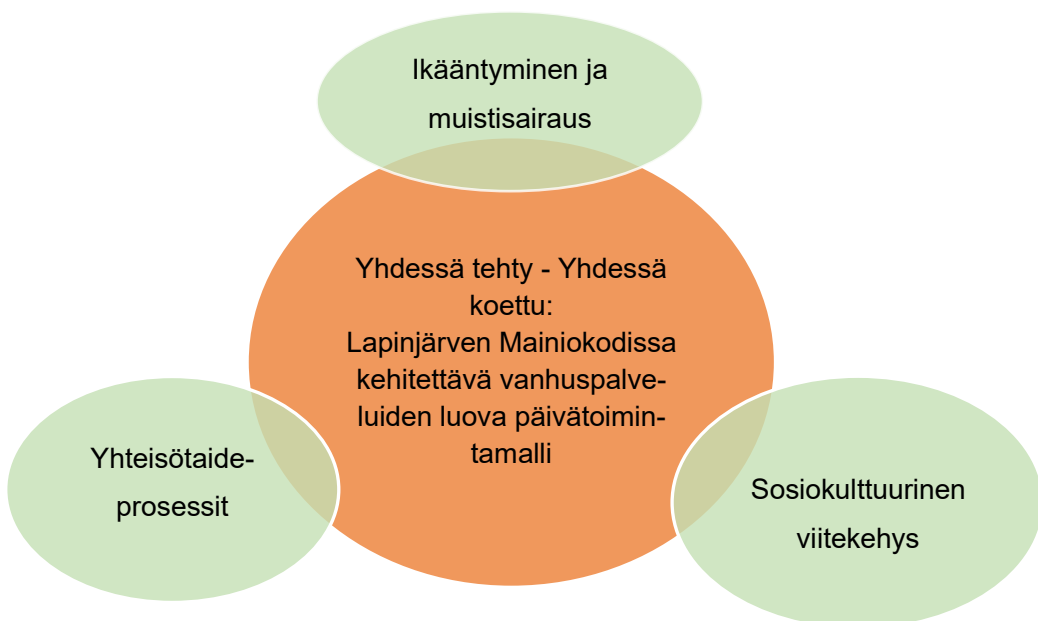 Ikääntyminen ja
muistisairaus
Yhdessä tehty - Yhdessä
koettu:
Lapinjärven Mainiokodissa
kehitettävä vanhuspalve-
luiden luova päivätoimin-
tamalli
Yhteisötaide-
prosessit
Sosiokulttuurinen
viitekehys